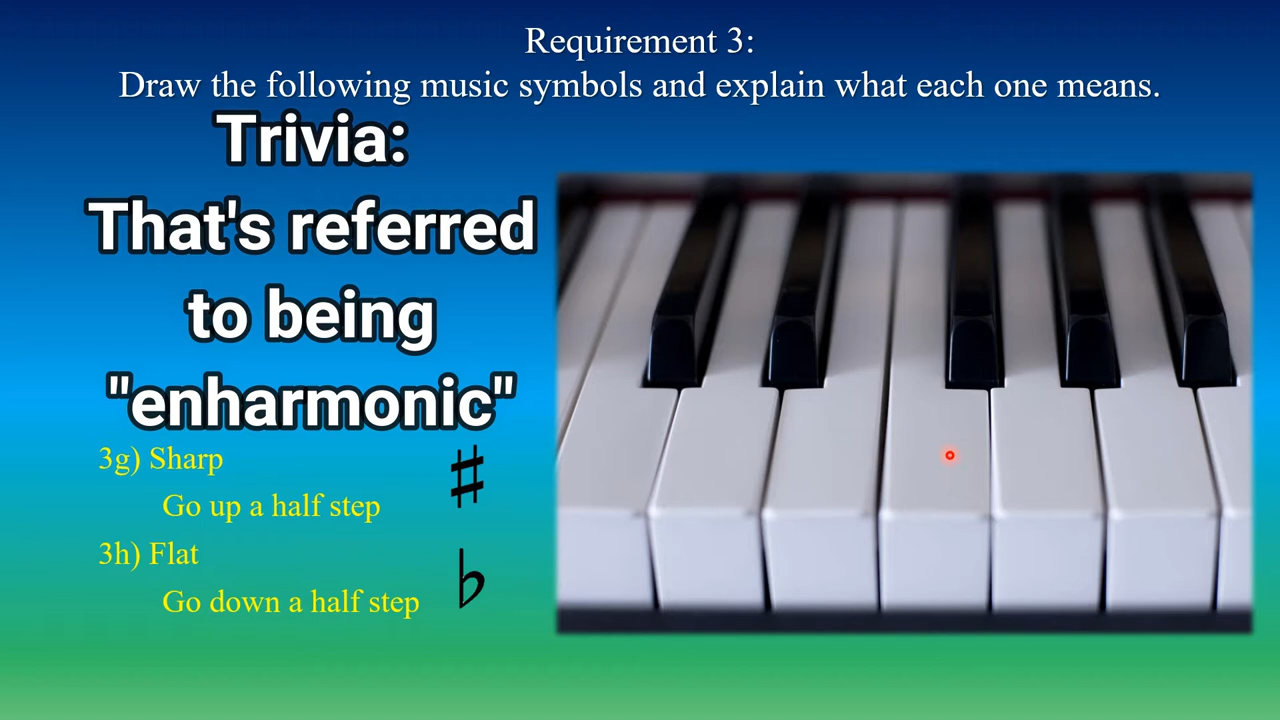 Requirement 3:
Draw the following music symbols and explain what each one means.
Trivia:
That's referred
to being
"enharmonic"
3g) Sharp
♯
Go up a half step
3h) Flat
♭
Go down a half step